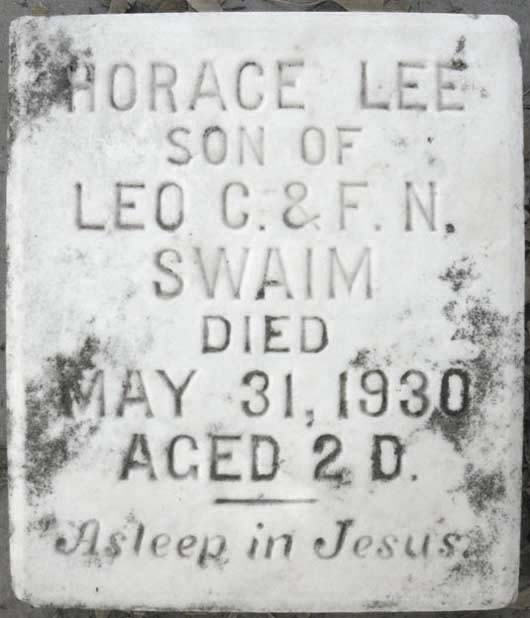 HORACE LEE
SON OF
LEO C. & F. N.
SWAIM
DIED
MAY 31, 1930
AGED 2 D.
Asleep in Jesus.